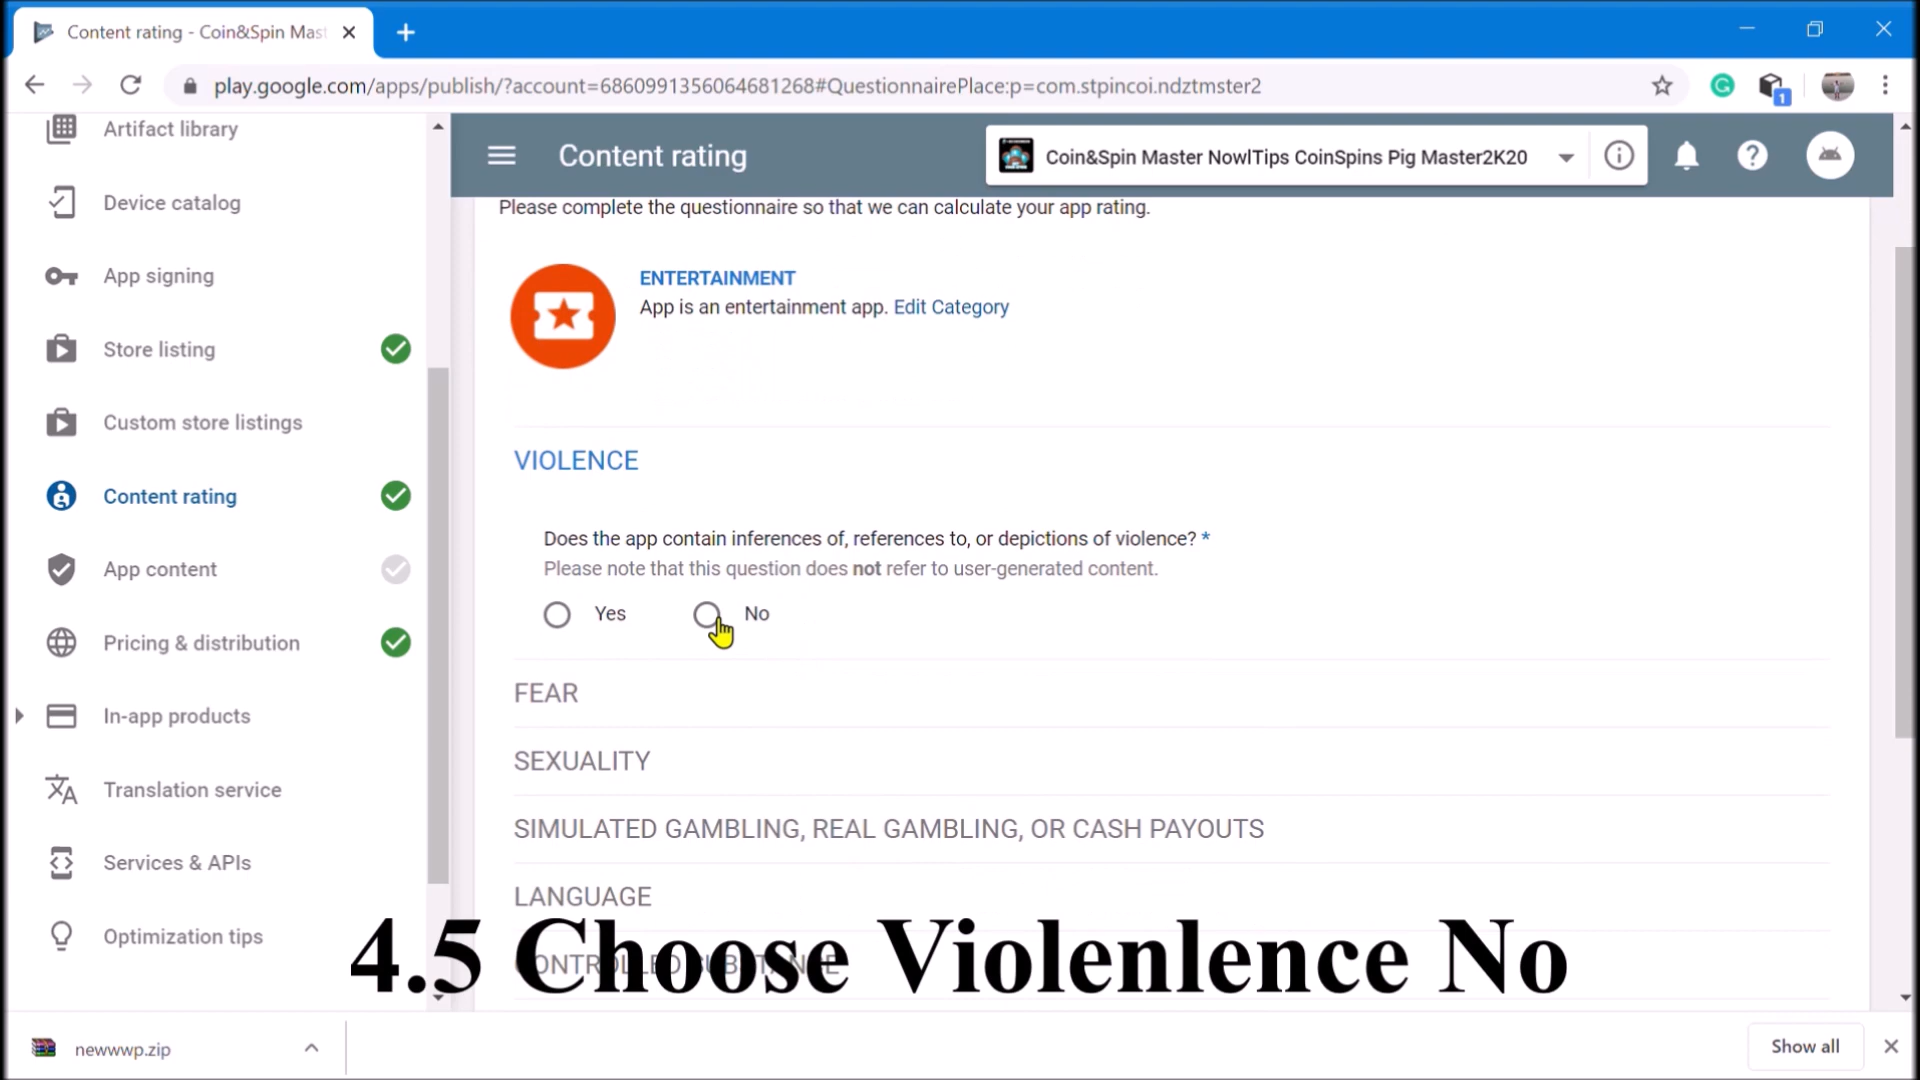 Content rating - Coin&Spin Mast
play.google.com/apps/publish/?account=6860991356064681268#QuestionnairePlace:p=com.stpincoi.ndztmster2
1
Artifact library
Device catalog
App signing
Store listing
Custom store listings
Content rating
App content
Pricing & distribution
In-app products
Translation service
Services & APIs
Optimization tips
Content rating
Coin&Spin Master NowlTips CoinSpins Pig Master2K20
Please complete the questionnaire so that we can calculate your app rating.
ENTERTAINMENT
App is an entertainment app. Edit Category
VIOLENCE
Does the app contain inferences of, references to, or depictions of violence? *
Please note that this question does not refer to user-generated content.
Yes No
FEAR
SEXUALITY
SIMULATED GAMBLING, REAL GAMBLING, OR CASH PAYOUTS
LANGUAGE
CONTROLLED SUBSTANCE
4.5 Choose Violenlence No
newwwp.zip
Show all